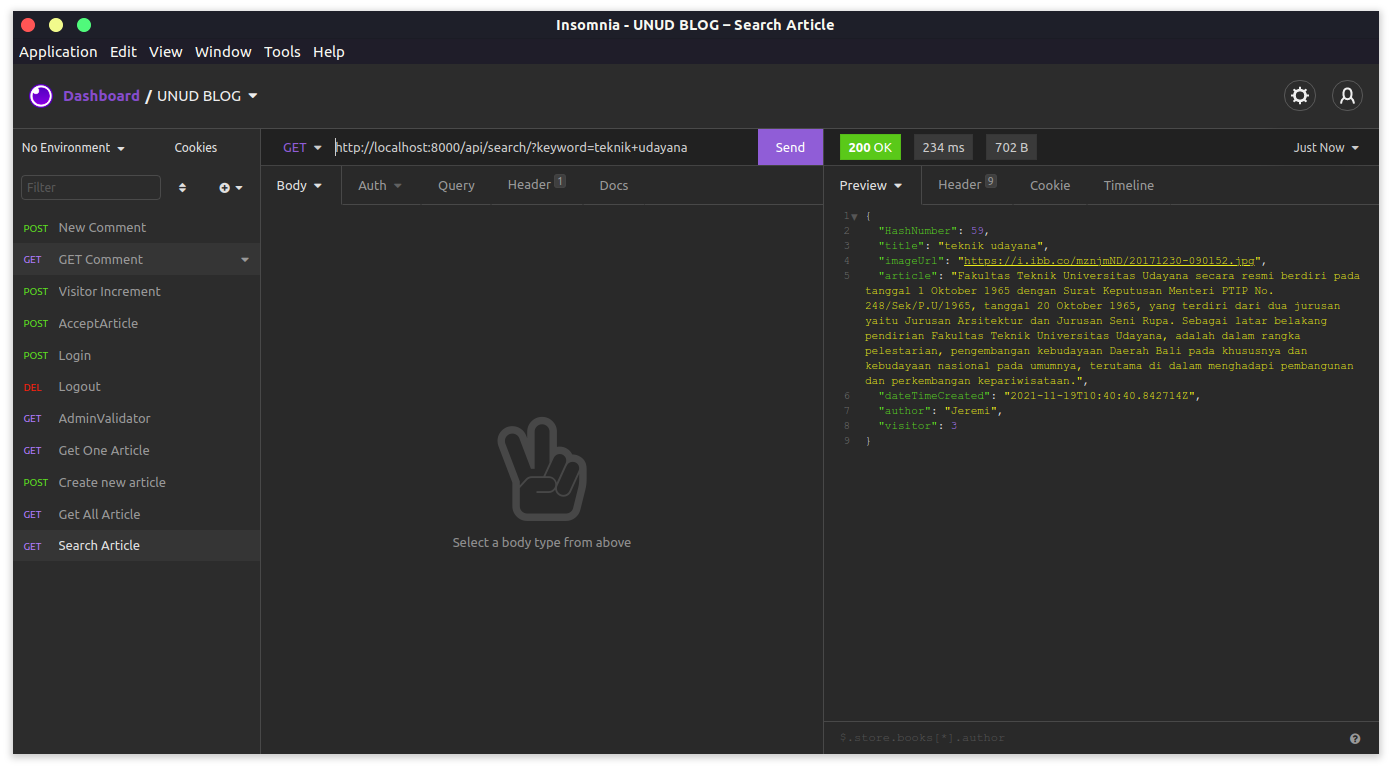 Insomnia - UNUD BLOG – Search Article
Application Edit View Window Tools Help
Dashboard / UNUD BLOG
No Environment Cookies
Filter
POST New Comment
GET GET Comment
POST Visitor Increment
POST AcceptArticle
POST Login
DEL Logout
GET AdminValidator
GET Get One Article
POST Create new article
GET Get All Article
GET Search Article
GET http://localhost:8000/api/search/?keyword=teknik+udayana Send
Body Auth Query Header 1 Docs
Select a body type from above
200 OK 234 ms 702 B Just Now
Preview Header 9 Cookie Timeline
1 {
2 "HashNumber": 59,
3 "title": "teknik udayana",
4 "imageUrl": "https://i.ibb.co/mznjmND/20171230-090152.jpg",
5 "article": "Fakultas Teknik Universitas Udayana secara resmi berdiri pada
tanggal 1 Oktober 1965 dengan Surat Keputusan Menteri PTIP No.
248/Sek/P.U/1965, tanggal 20 Oktober 1965, yang terdiri dari dua jurusan
yaitu Jurusan Arsitektur dan Jurusan Seni Rupa. Sebagai latar belakang
pendirian Fakultas Teknik Universitas Udayana, adalah dalam rangka
pelestarian, pengembangan kebudayaan Daerah Bali pada khususnya dan
kebudayaan nasional pada umumnya, terutama di dalam menghadapi pembangunan
dan perkembangan kepariwisataan.",
6 "dateTimeCreated": "2021-11-19T10:40:40.842714Z",
7 "author": "Jeremi",
8 "visitor": 3
9 }
$.store.books[*].author